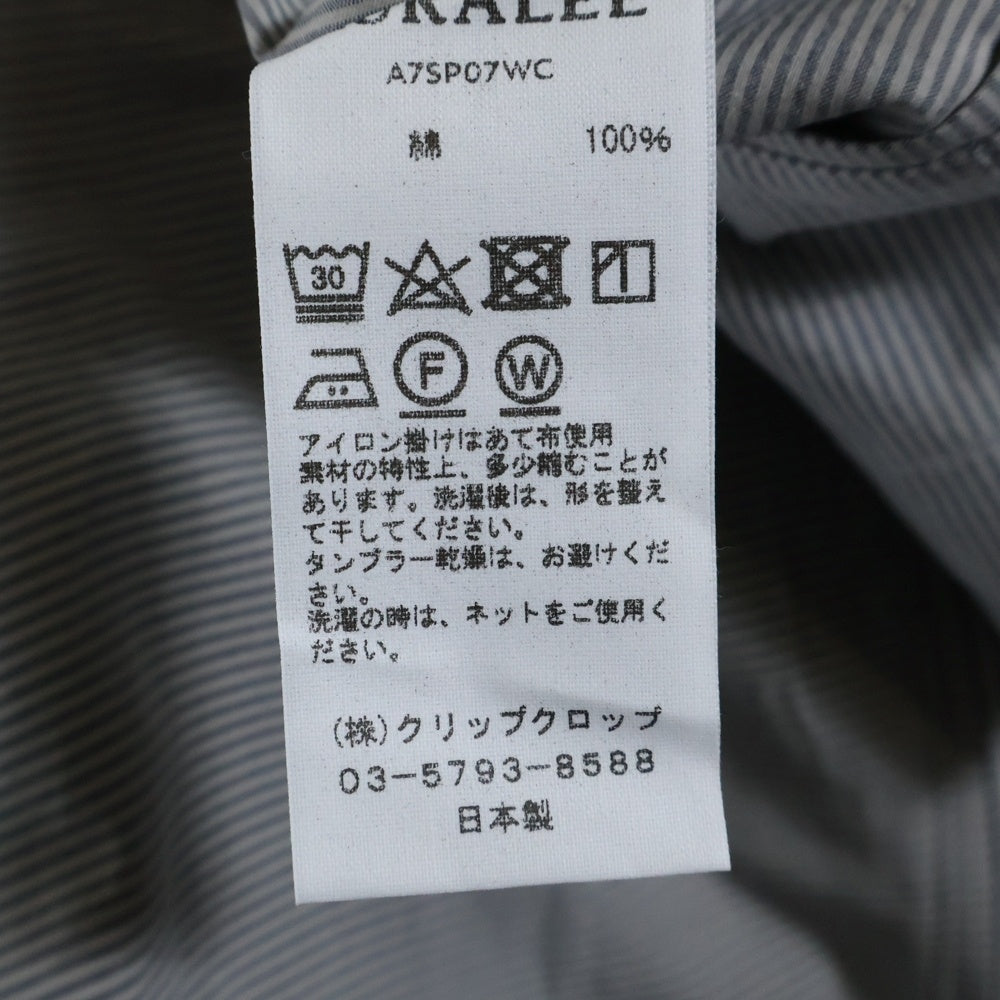 A7SP07WC
綿 100%
30
F W
アイロン掛けはあて布使用
素材の特性上、多少縮むことが
あります。洗濯後は、形を整え
て干してください。
タンブラー乾燥は、お避けくだ
さい。
洗濯の時は、ネットをご使用く
ださい。
(株)クリップクロップ
03-5793-8588
日本製